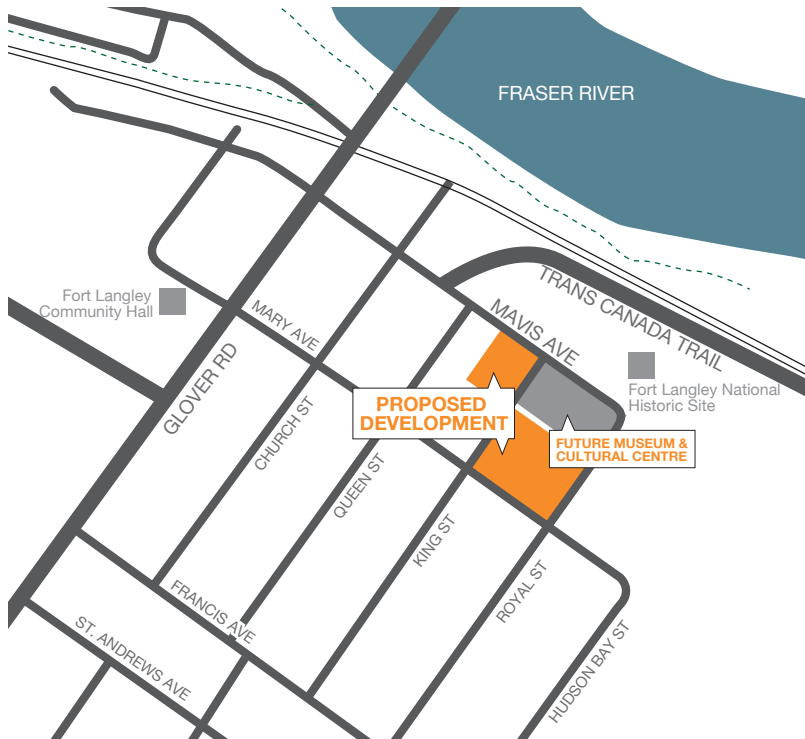 FRASER RIVER
TRANS CANADA TRAIL
Fort Langley
Community Hall
MARY AVE
MAVIS AVE
GLOVER RD
Fort Langley National
Historic Site
PROPOSED
DEVELOPMENT
CHURCH ST
FUTURE MUSEUM &
CULTURAL CENTRE
QUEEN ST
KING ST
ROYAL ST
FRANCIS AVE
ST. ANDREWS AVE
HUDSON BAY ST